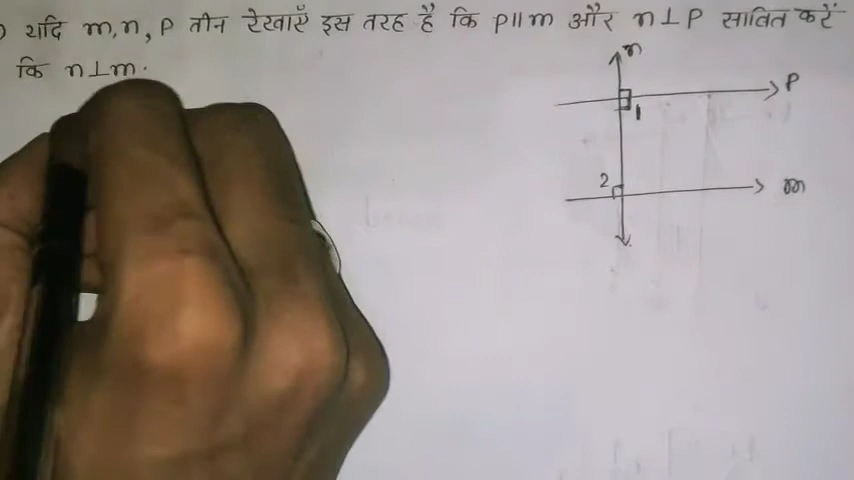 ) यदि m, n, P तीन रेखाएँ इस तरह है कि P॥m और n⊥P साबित करें
कि n⊥m.
n
P
1
2
m